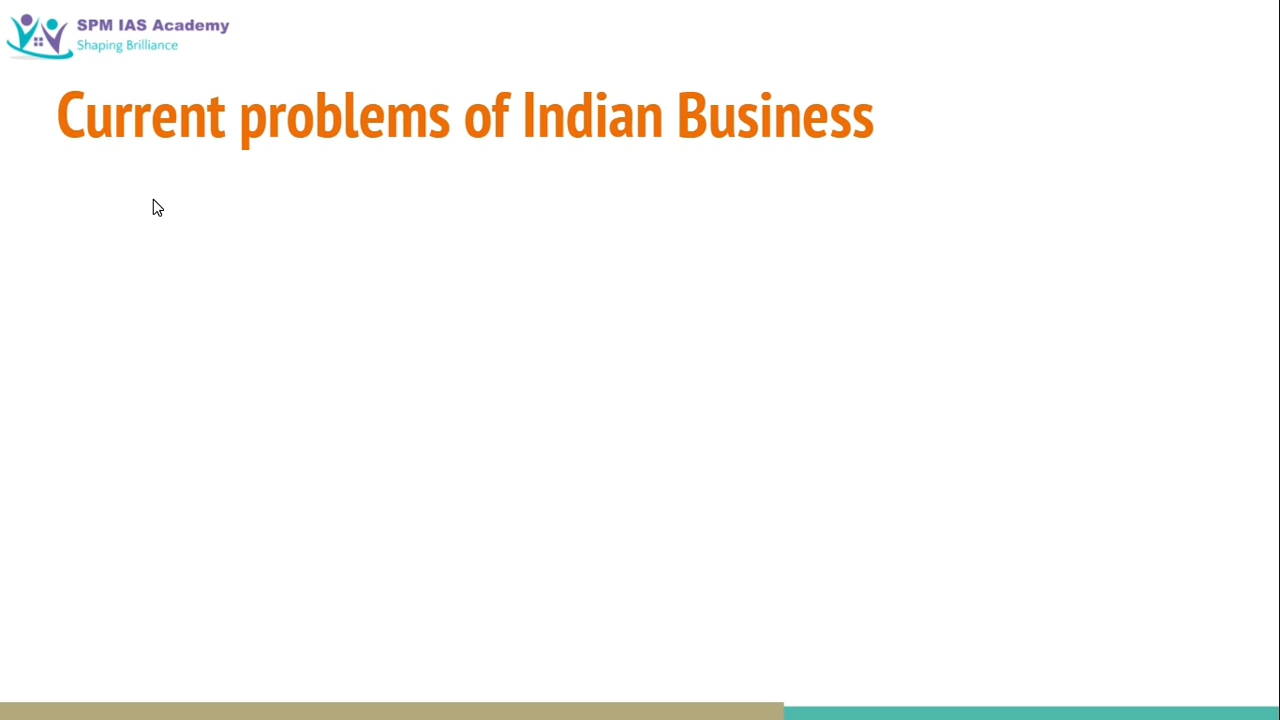 SPM IAS Academy
Shaping Brilliance
Current problems of Indian Business